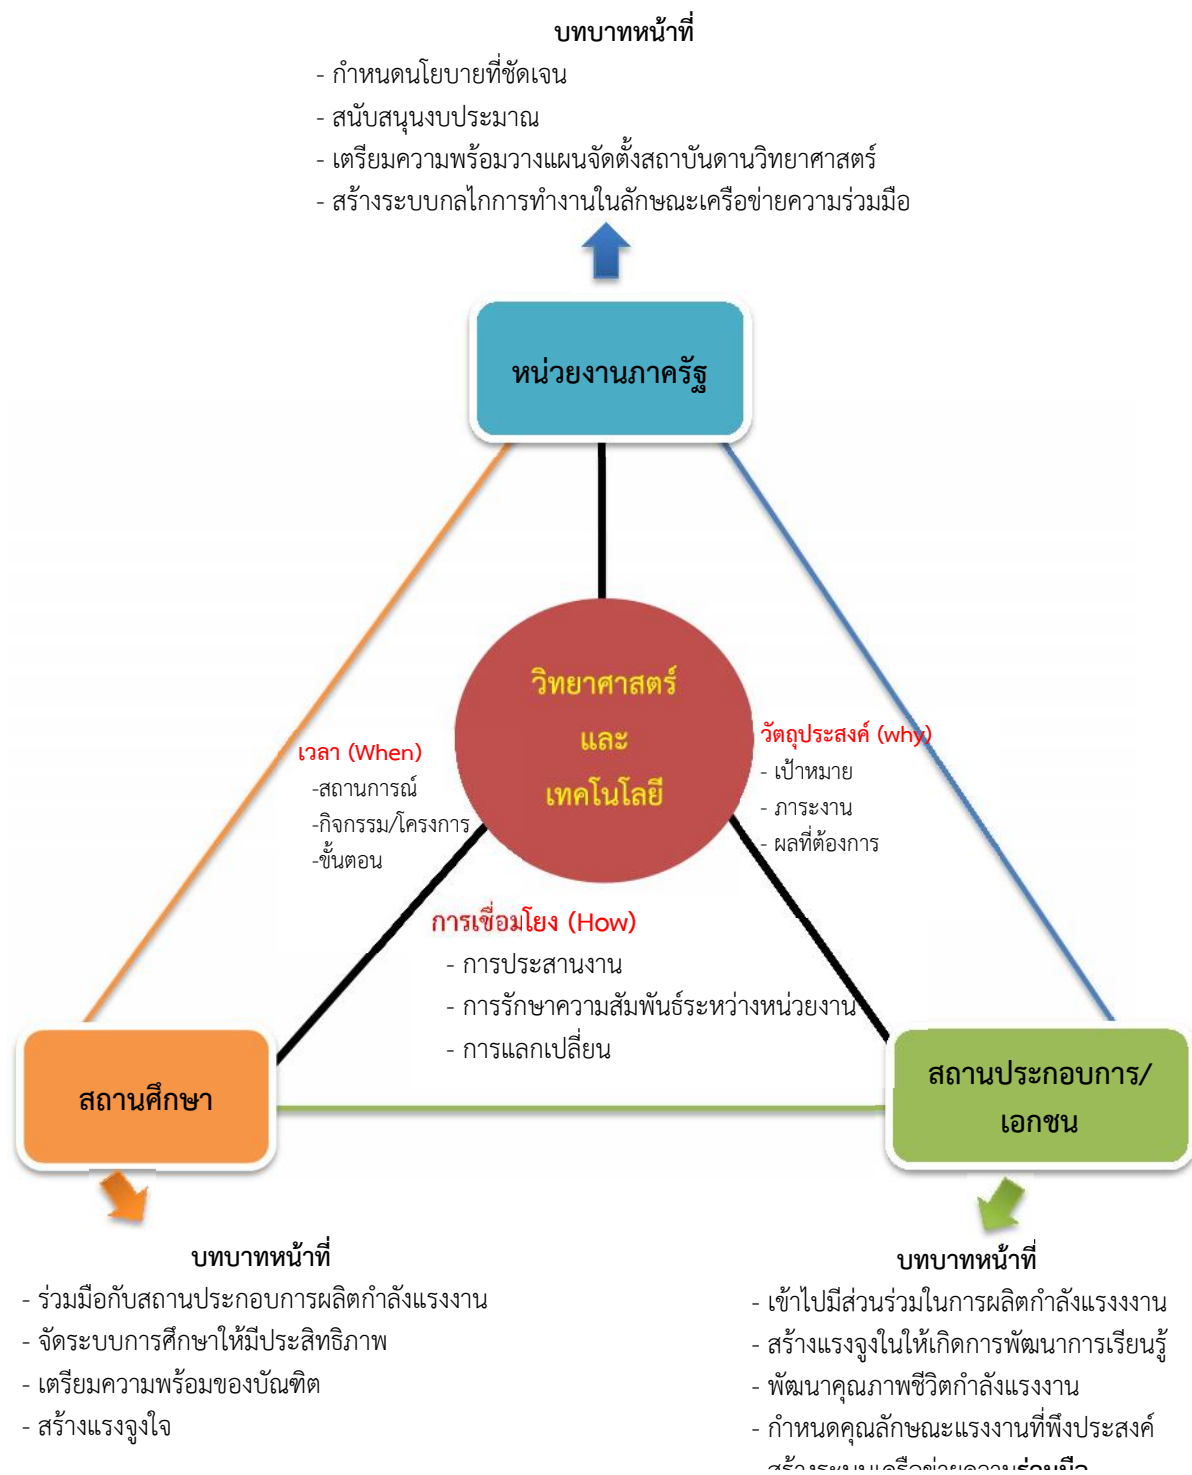 บทบาทหน้าที่
- กำหนดนโยบายที่ชัดเจน
- สนับสนุนงบประมาณ
- เตรียมความพร้อมวางแผนจัดตั้งสถาบันดานวิทยาศาสตร์
- สร้างระบบกลไกการทำงานในลักษณะเครือข่ายความร่วมมือ
หน่วยงานภาครัฐ
วิทยาศาสตร์
และ
เทคโนโลยี
เวลา (When)
-สถานการณ์
-กิจกรรม/โครงการ
-ขั้นตอน
วัตถุประสงค์ (why)
- เป้าหมาย
- ภาระงาน
- ผลที่ต้องการ
การเชื่อมโยง (How)
- การประสานงาน
- การรักษาความสัมพันธ์ระหว่างหน่วยงาน
- การแลกเปลี่ยน
สถานศึกษา
สถานประกอบการ/
เอกชน
บทบาทหน้าที่
- ร่วมมือกับสถานประกอบการผลิตกำลังแรงงาน
- จัดระบบการศึกษาให้มีประสิทธิภาพ
- เตรียมความพร้อมของบัณฑิต
- สร้างแรงจูงใจ
บทบาทหน้าที่
- เข้าไปมีส่วนร่วมในการผลิตกำลังแรงงงาน
- สร้างแรงจูงในให้เกิดการพัฒนาการเรียนรู้
- พัฒนาคุณภาพชีวิตกำลังแรงงาน
- กำหนดคุณลักษณะแรงงานที่พึงประสงค์
- สร้างระบบเครือข่ายความร่วมมือ